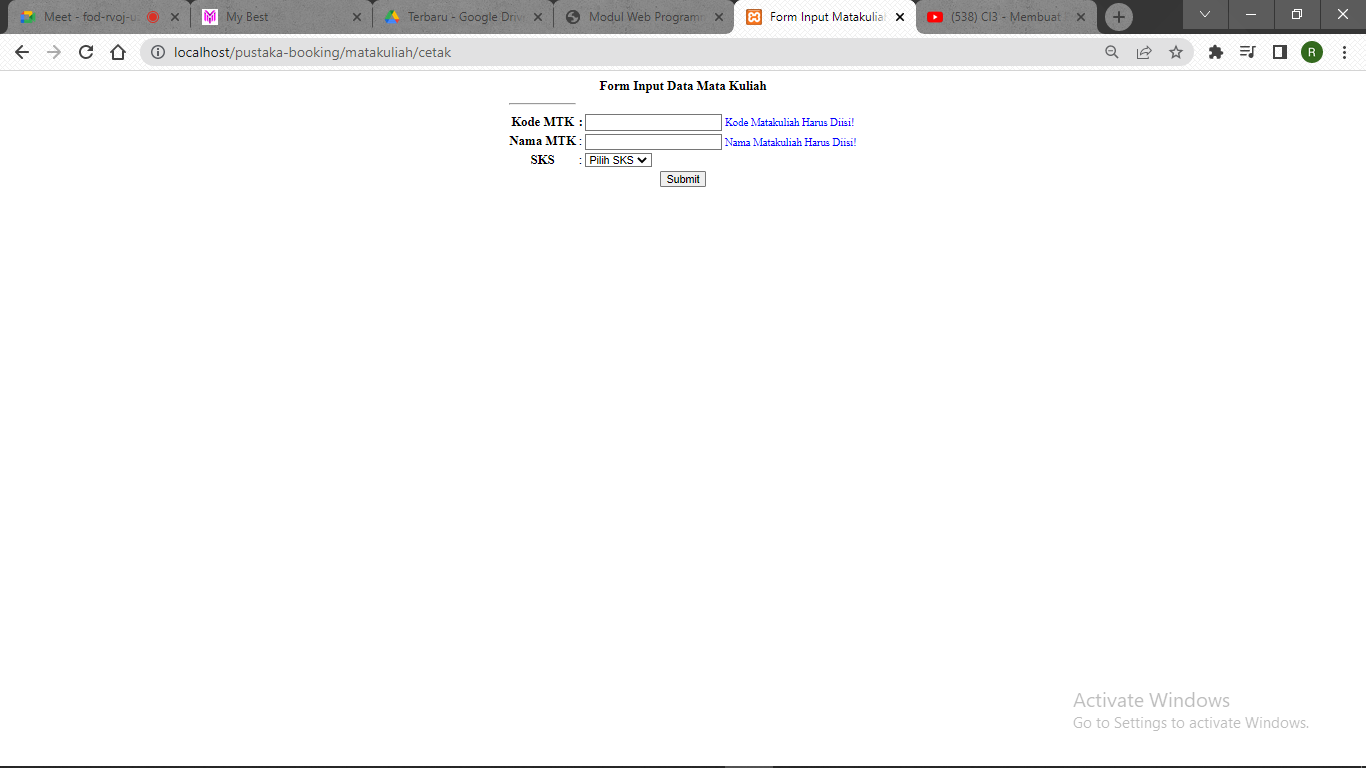 Meet - fod-rvoj-u
My Best
Terbaru - Google Drive
Modul Web Programm
Form Input Matakuliah
(538) CI3 - Membuat
localhost/pustaka-booking/matakuliah/cetak
R
Form Input Data Mata Kuliah
Kode MTK : Kode Matakuliah Harus Diisi!
Nama MTK : Nama Matakuliah Harus Diisi!
SKS : Pilih SKS
Submit
Activate Windows
Go to Settings to activate Windows.